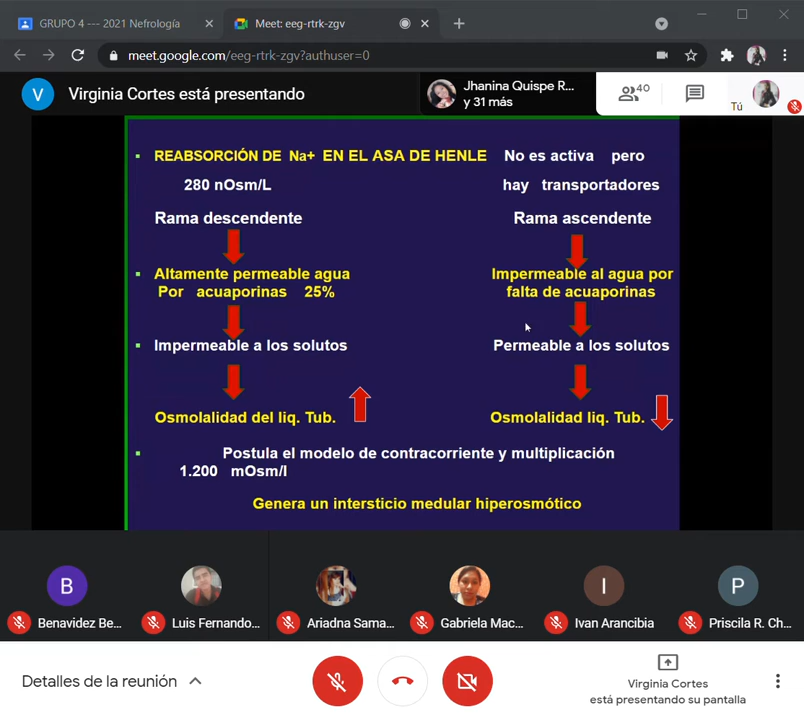 GRUPO 4 --- 2021 Nefrología
Meet: eeg-rtrk-zgv
meet.google.com/eeg-rtrk-zgv?authuser=0
V
Virginia Cortes está presentando
Jhanina Quispe R...
y 31 más
40
Tú
REABSORCIÓN DE Na+ EN EL ASA DE HENLE No es activa pero
280 nOsm/L hay transportadores
Rama descendente Rama ascendente
Altamente permeable agua Impermeable al agua por
Por acuaporinas 25% falta de acuaporinas
Impermeable a los solutos Permeable a los solutos
Osmolalidad del liq. Tub. Osmolalidad liq. Tub.
Postula el modelo de contracorriente y multiplicación
1.200 mOsm/l
Genera un intersticio medular hiperosmótico
B I P
Benavidez Be... Luis Fernando... Ariadna Sama... Gabriela Mac... Ivan Arancibia Priscila R. Ch...
Detalles de la reunión
Virginia Cortes
está presentando su pantalla